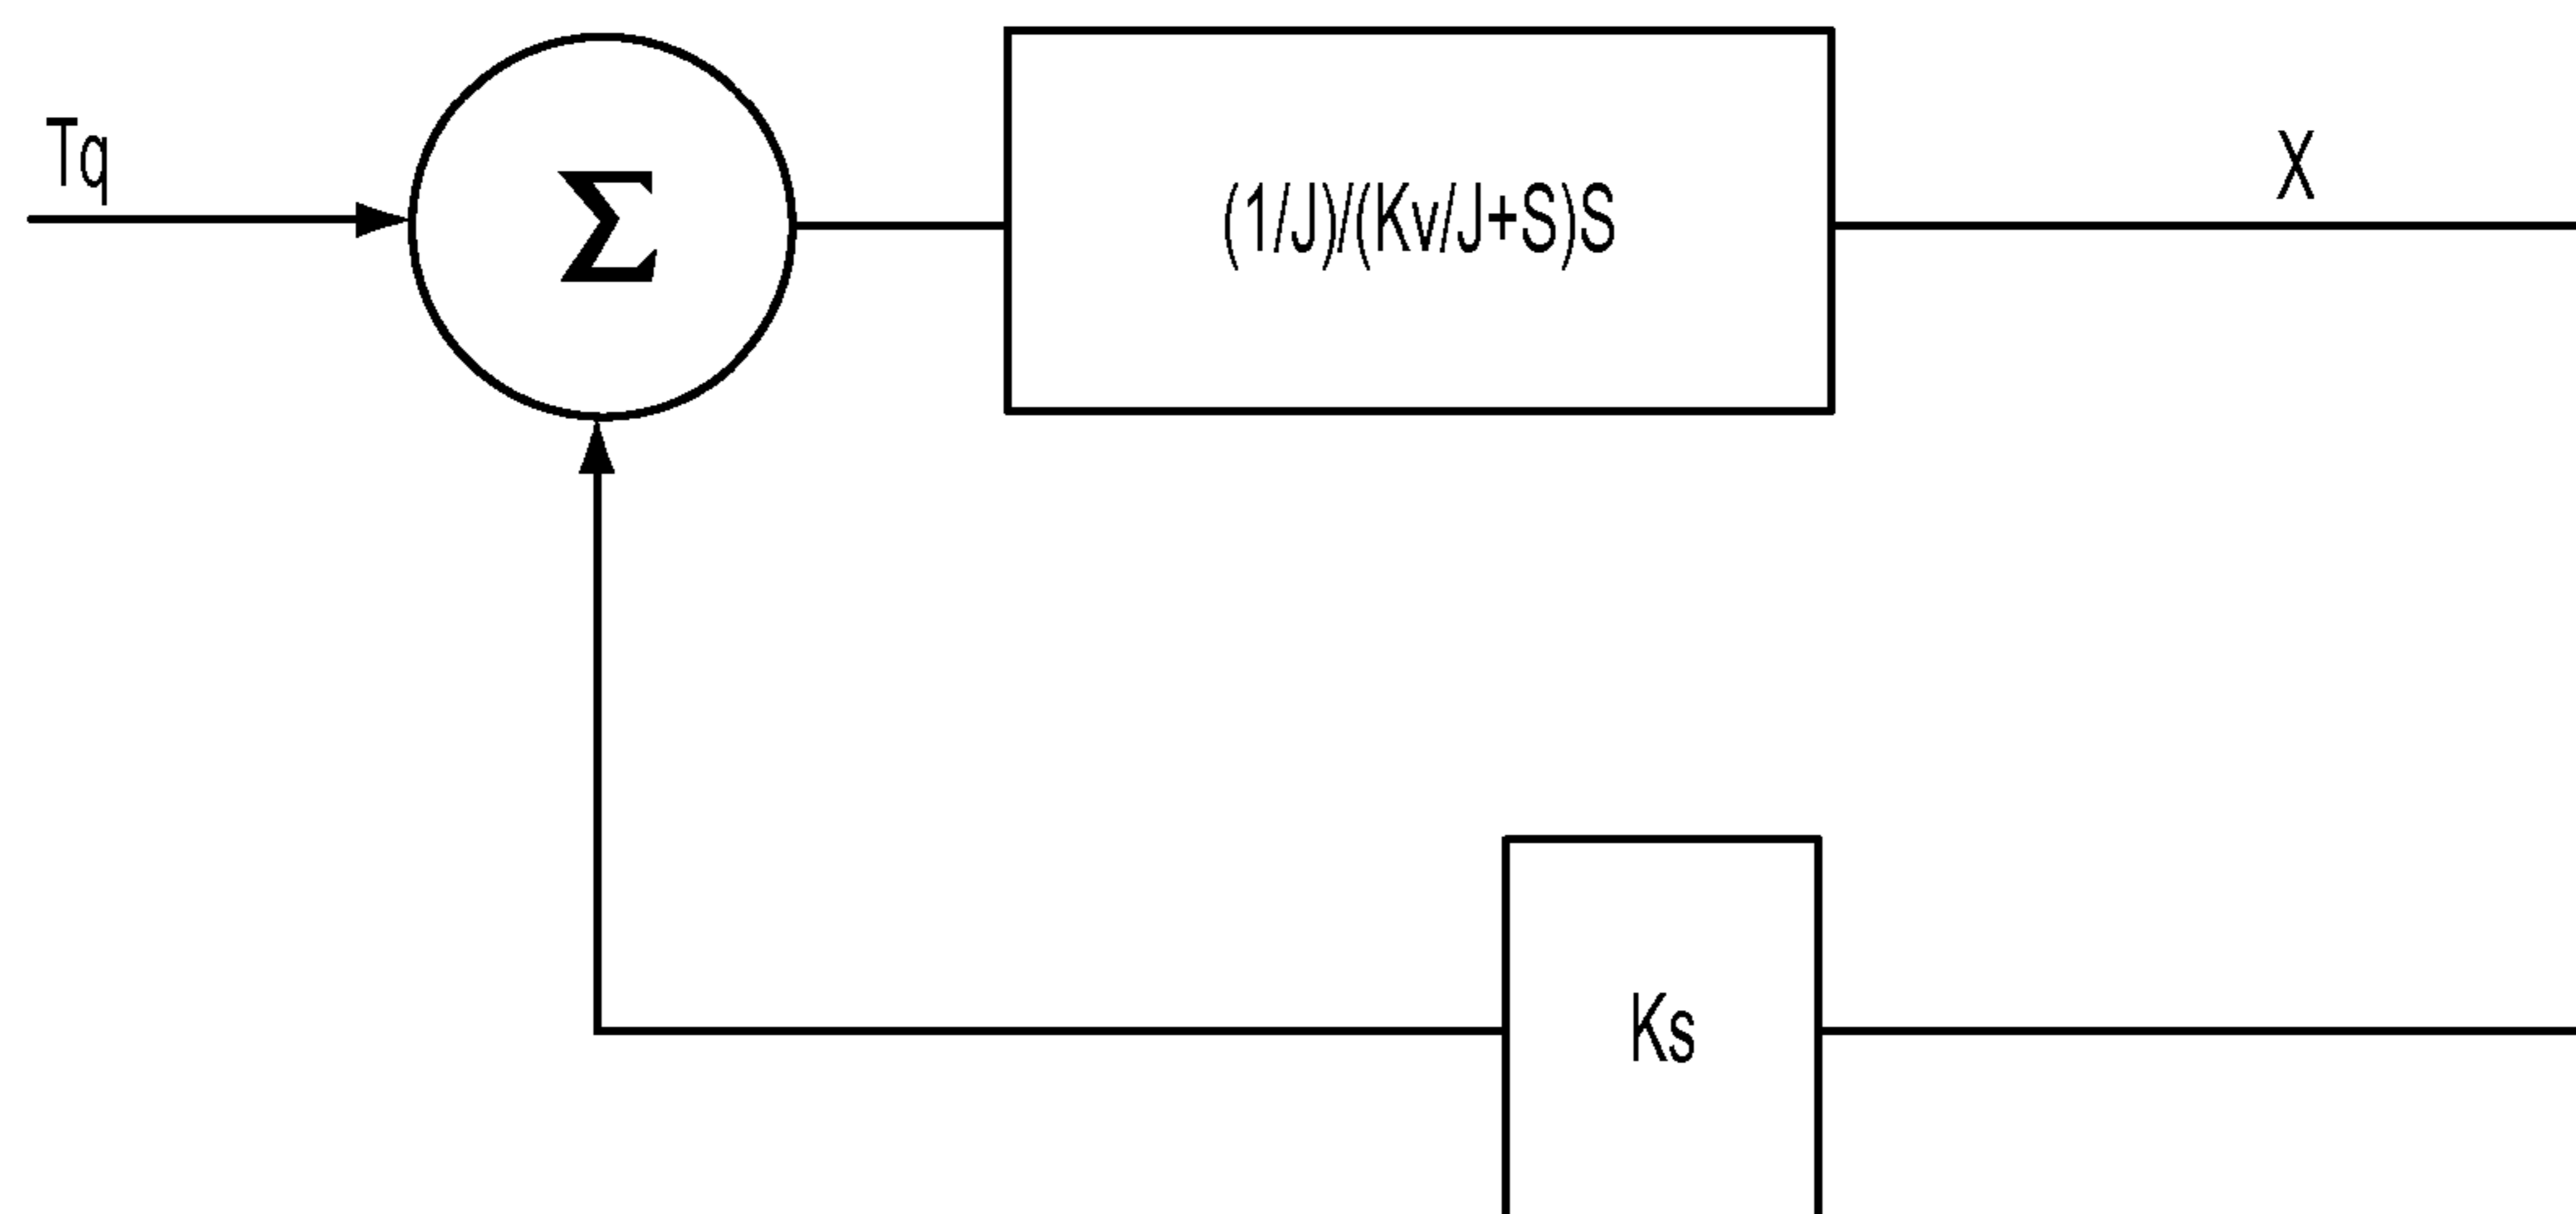 Tq
Σ
(1/J)/(Kv/J+S)S
X
Ks